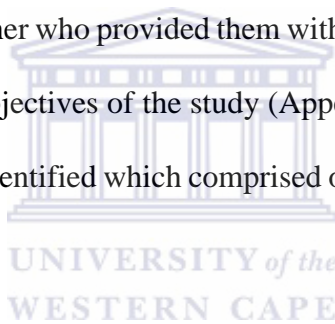 her who provided them with
jectives of the study (Appe
entified which comprised o
UNIVERSITY of the
WESTERN CAPE